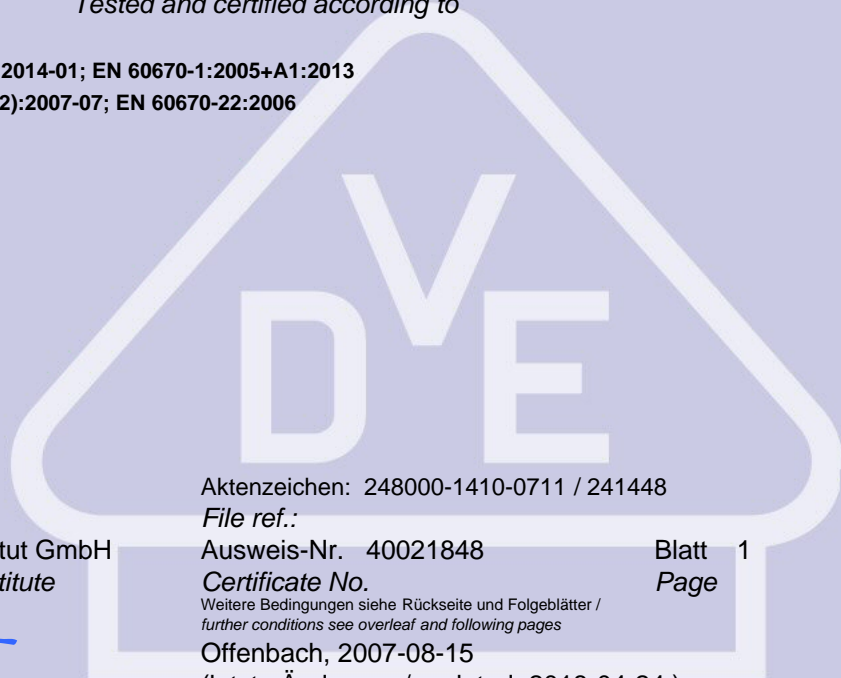 Tested and certified according to
2014-01; EN 60670-1:2005+A1:2013
2):2007-07; EN 60670-22:2006
DVE
Aktenzeichen: 248000-1410-0711 / 241448
File ref.:
tut GmbH Ausweis-Nr. 40021848 Blatt 1
titute Certificate No. Page
Weitere Bedingungen siehe Rückseite und Folgeblätter /
further conditions see overleaf and following pages
Offenbach, 2007-08-15